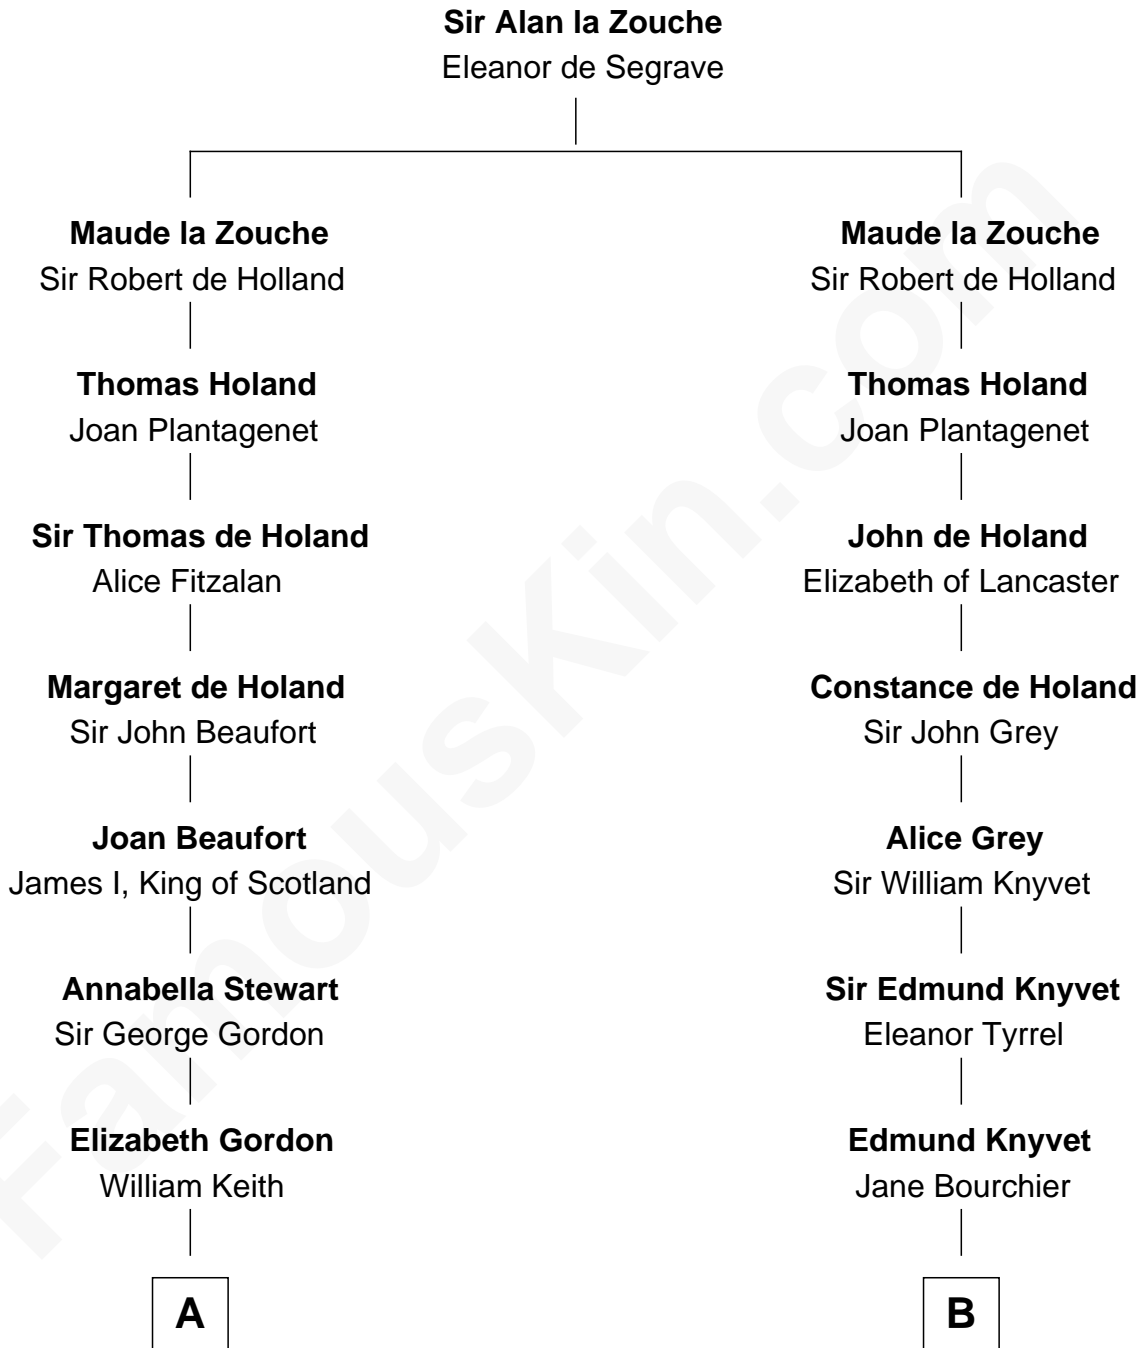 Sir Alan la Zouche
Eleanor de Segrave
Maude la Zouche
Sir Robert de Holland
Thomas Holand
Joan Plantagenet
Sir Thomas de Holand
Alice Fitzalan
Margaret de Holand
Sir John Beaufort
Joan Beaufort
James I, King of Scotland
Annabella Stewart
Sir George Gordon
Elizabeth Gordon
William Keith
A
Maude la Zouche
Sir Robert de Holland
Thomas Holand
Joan Plantagenet
John de Holand
Elizabeth of Lancaster
Constance de Holand
Sir John Grey
Alice Grey
Sir William Knyvet
Sir Edmund Knyvet
Eleanor Tyrrel
Edmund Knyvet
Jane Bourchier
B
FamousKin.com